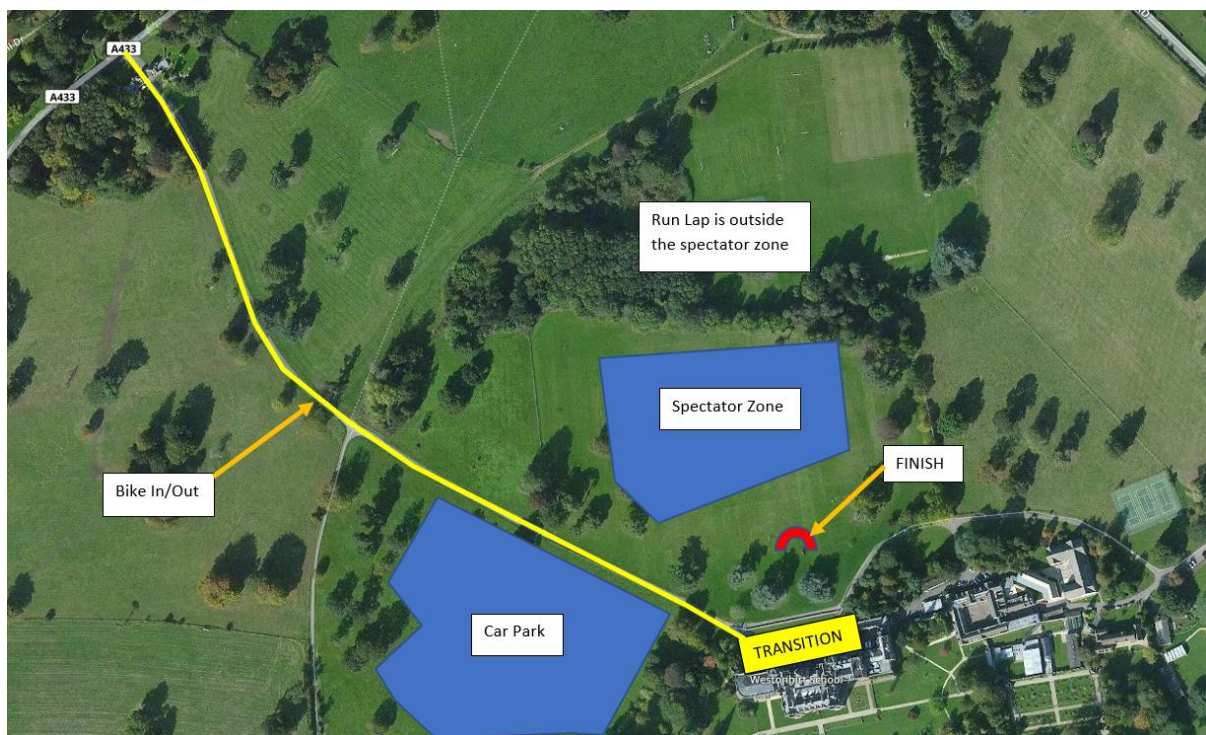 A433
A433
Run Lap is outside
the spectator zone
Spectator Zone
FINISH
Bike In/Out
Car Park
TRANSITION
Westonbirt School